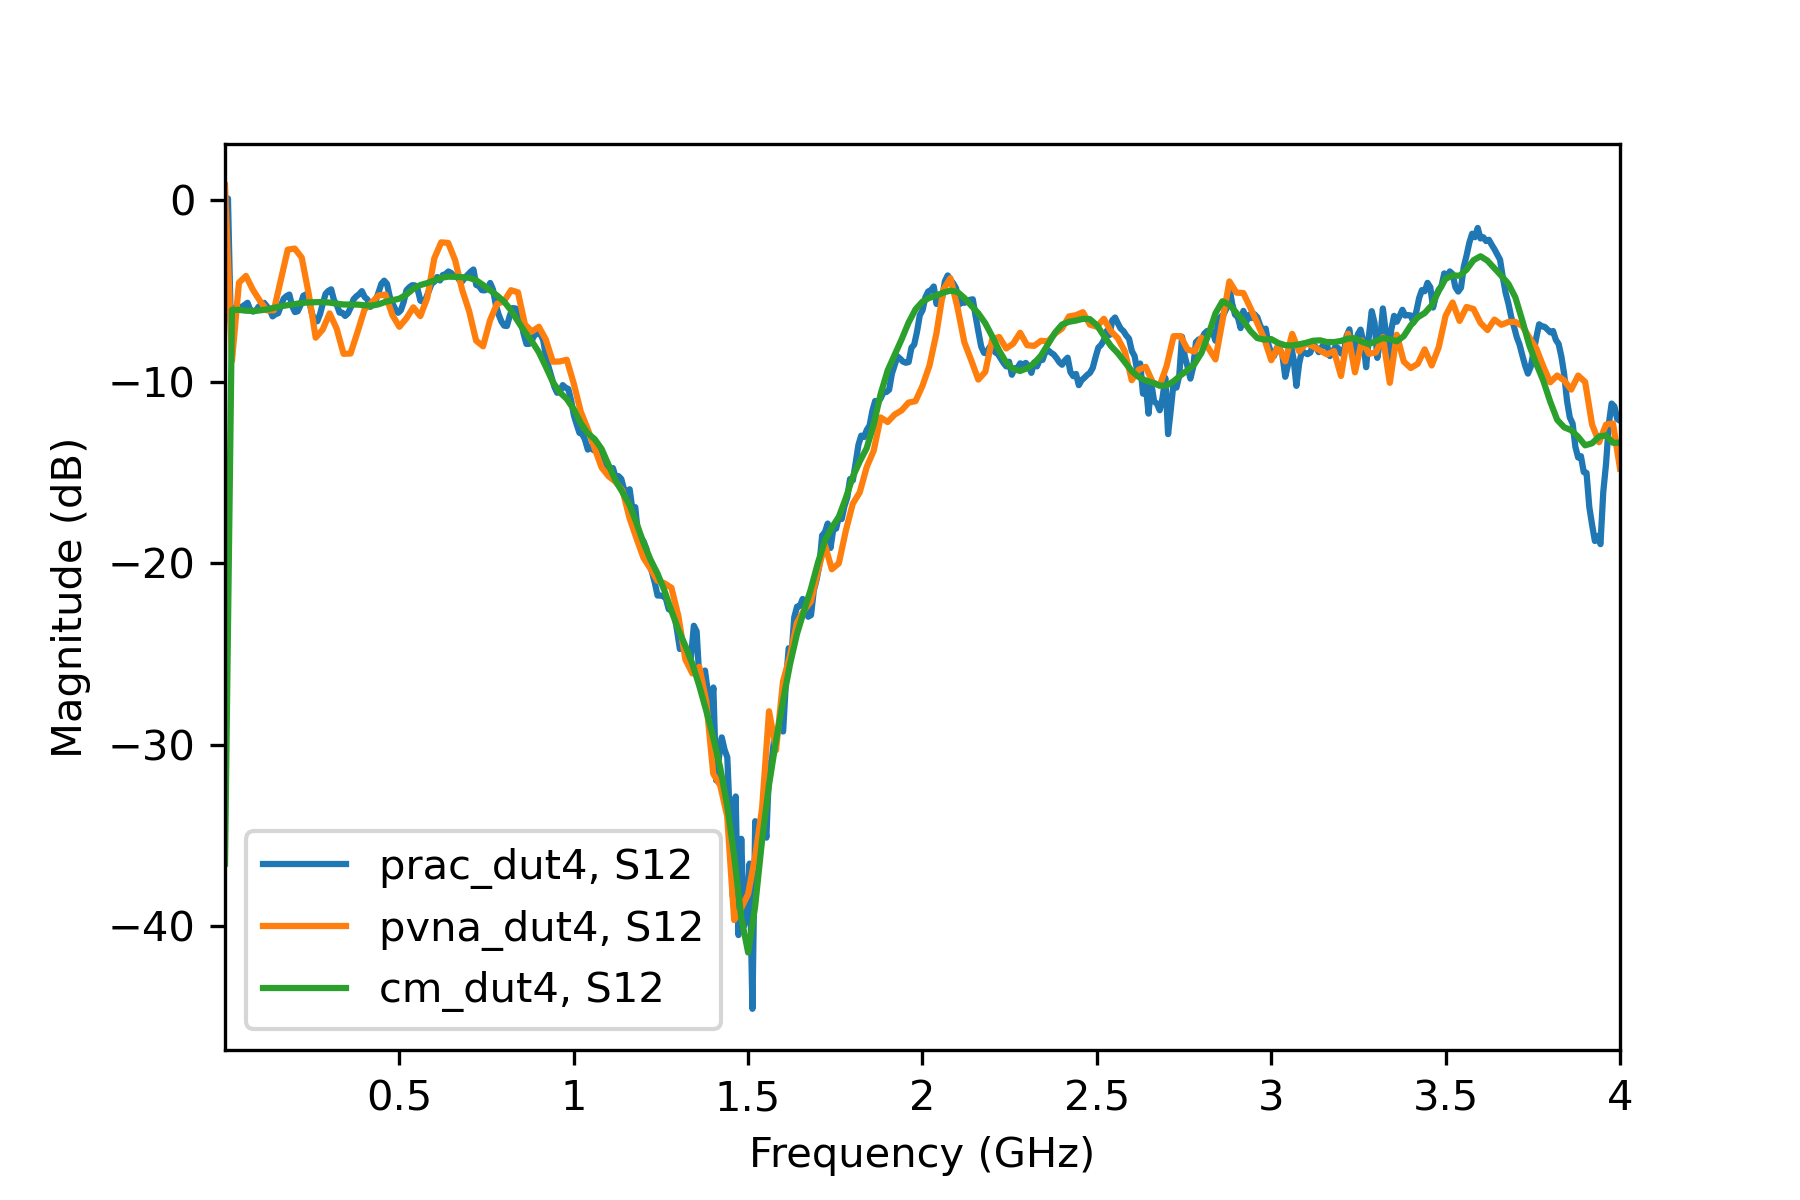 0
−10
−20
−30
−40
Magnitude (dB)
prac_dut4, S12
pvna_dut4, S12
cm_dut4, S12
0.5 1 1.5 2 2.5 3 3.5 4
Frequency (GHz)